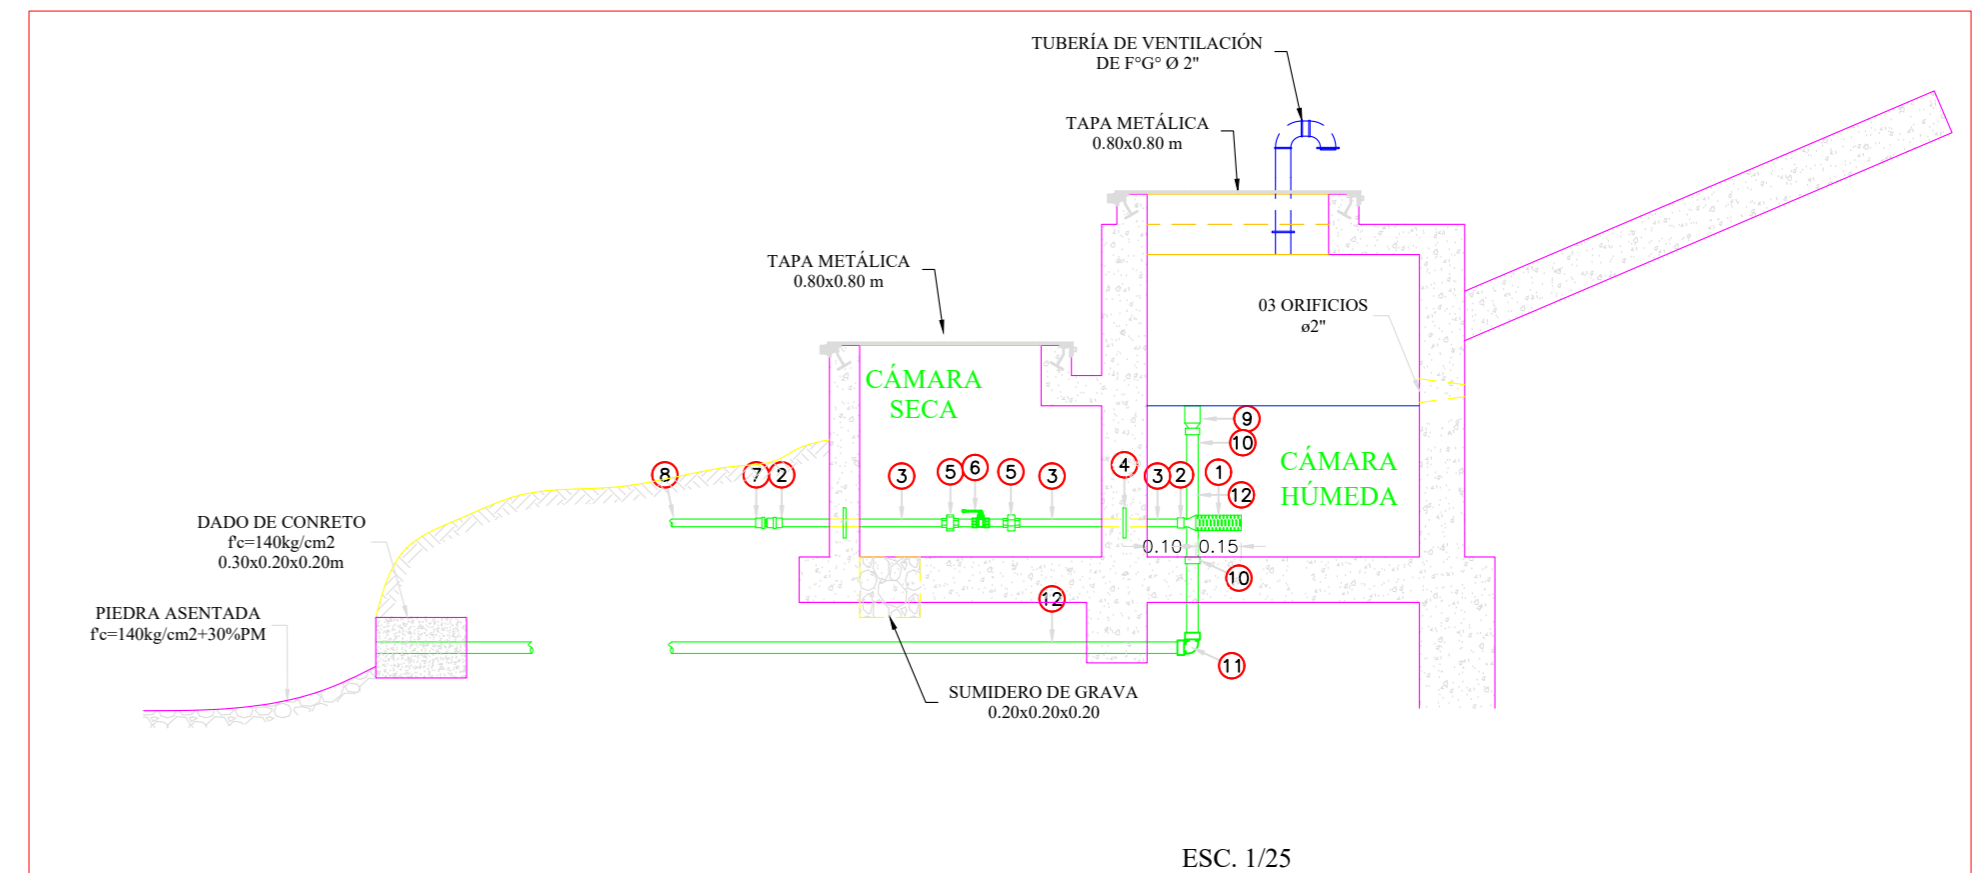 TUBERÍA DE VENTILACIÓN
DE F°G° Ø 2"
TAPA METÁLICA
0.80x0.80 m
TAPA METÁLICA
0.80x0.80 m
03 ORIFICIOS
ø2"
CÁMARA
SECA
9
10
CÁMARA
HÚMEDA
8
7
2
3
5
6
5
3
4
3
2
1
12
DADO DE CONRETO
f'c=140kg/cm2
0.30x0.20x0.20m
0.10
0.15
10
12
PIEDRA ASENTADA
f'c=140kg/cm2+30%PM
11
SUMIDERO DE GRAVA
0.20x0.20x0.20
ESC. 1/25